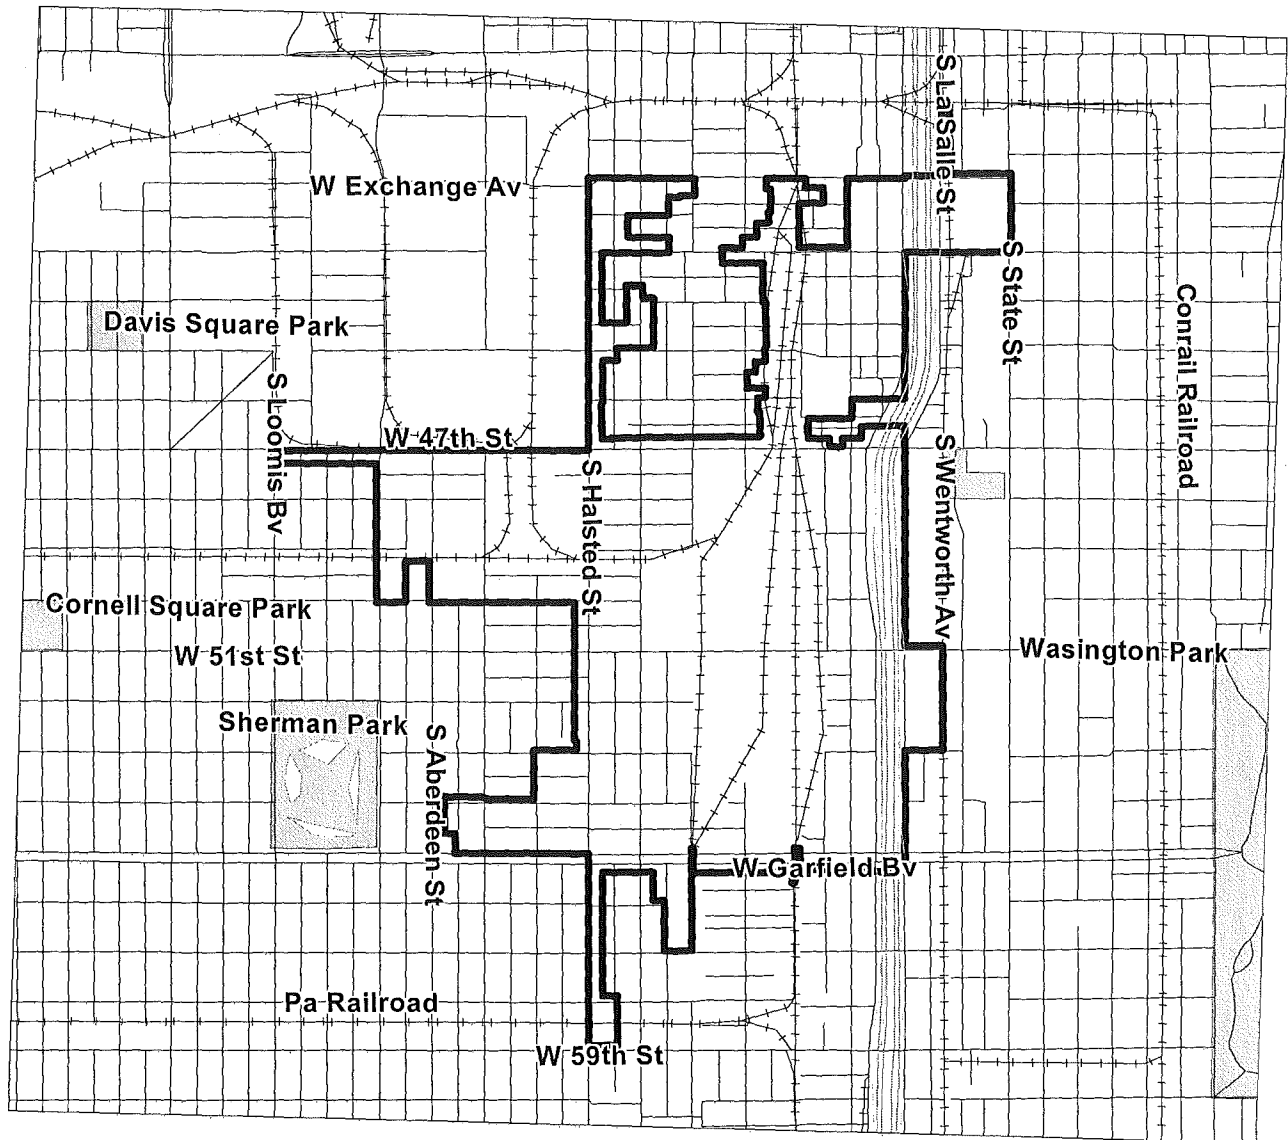 S LaSalle St
W Exchange Av
S State St
Davis Square Park
Conrail Railroad
S Loomis Bv
W 47th St
S Halsted St
S Wentworth Av
Cornell Square Park
W 51st St
Wasington Park
Sherman Park
S Aberdeen St
W Garfield Bv
Pa Railroad
W 59th St